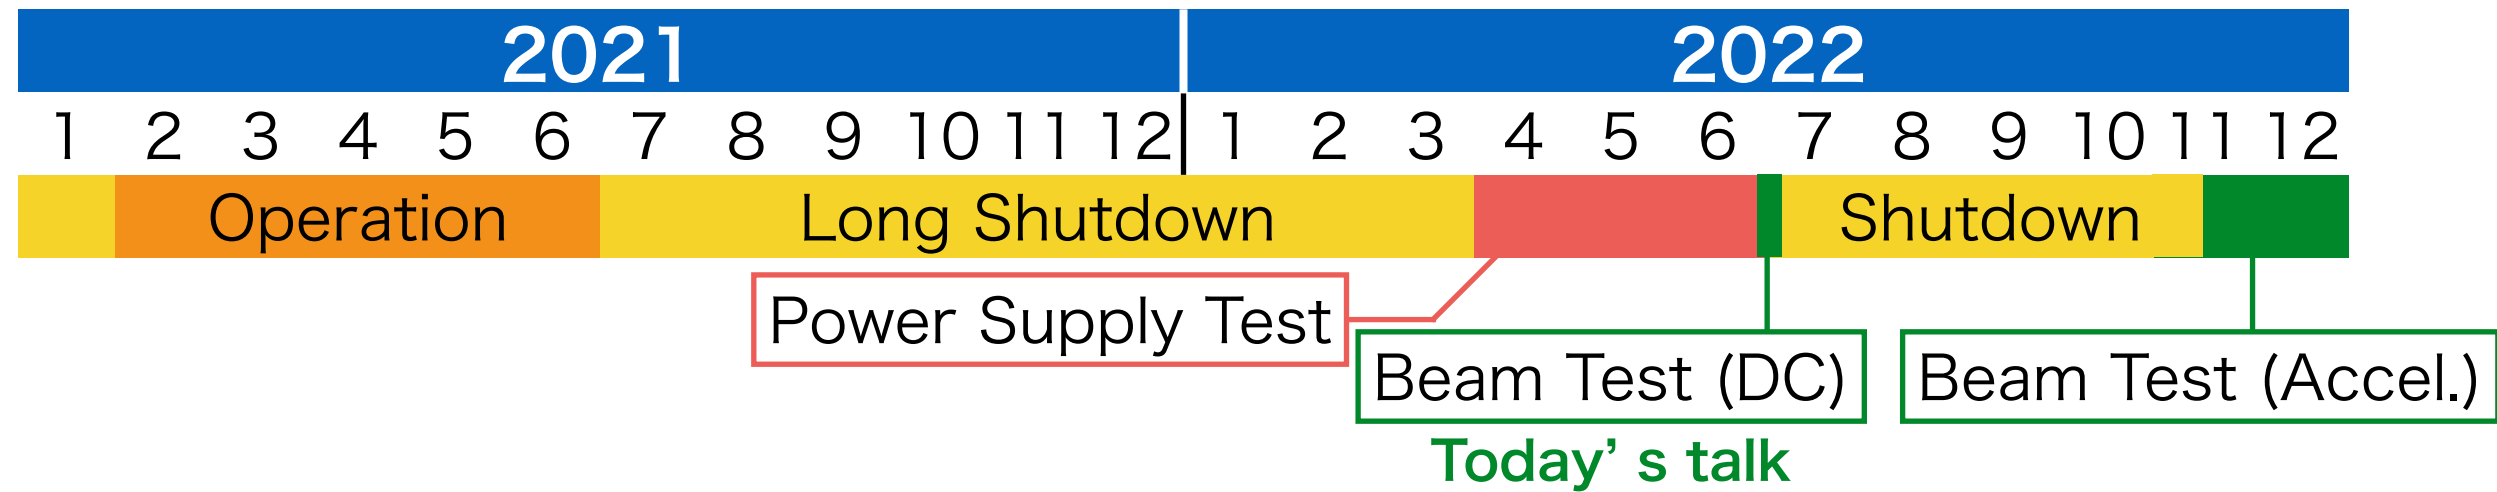 2021 2022
1 2 3 4 5 6 7 8 9 10 11 12 1 2 3 4 5 6 7 8 9 10 11 12
Operation Long Shutdown Shutdown
Power Supply Test
Beam Test (DC) Beam Test (Accel.)
Today's talk